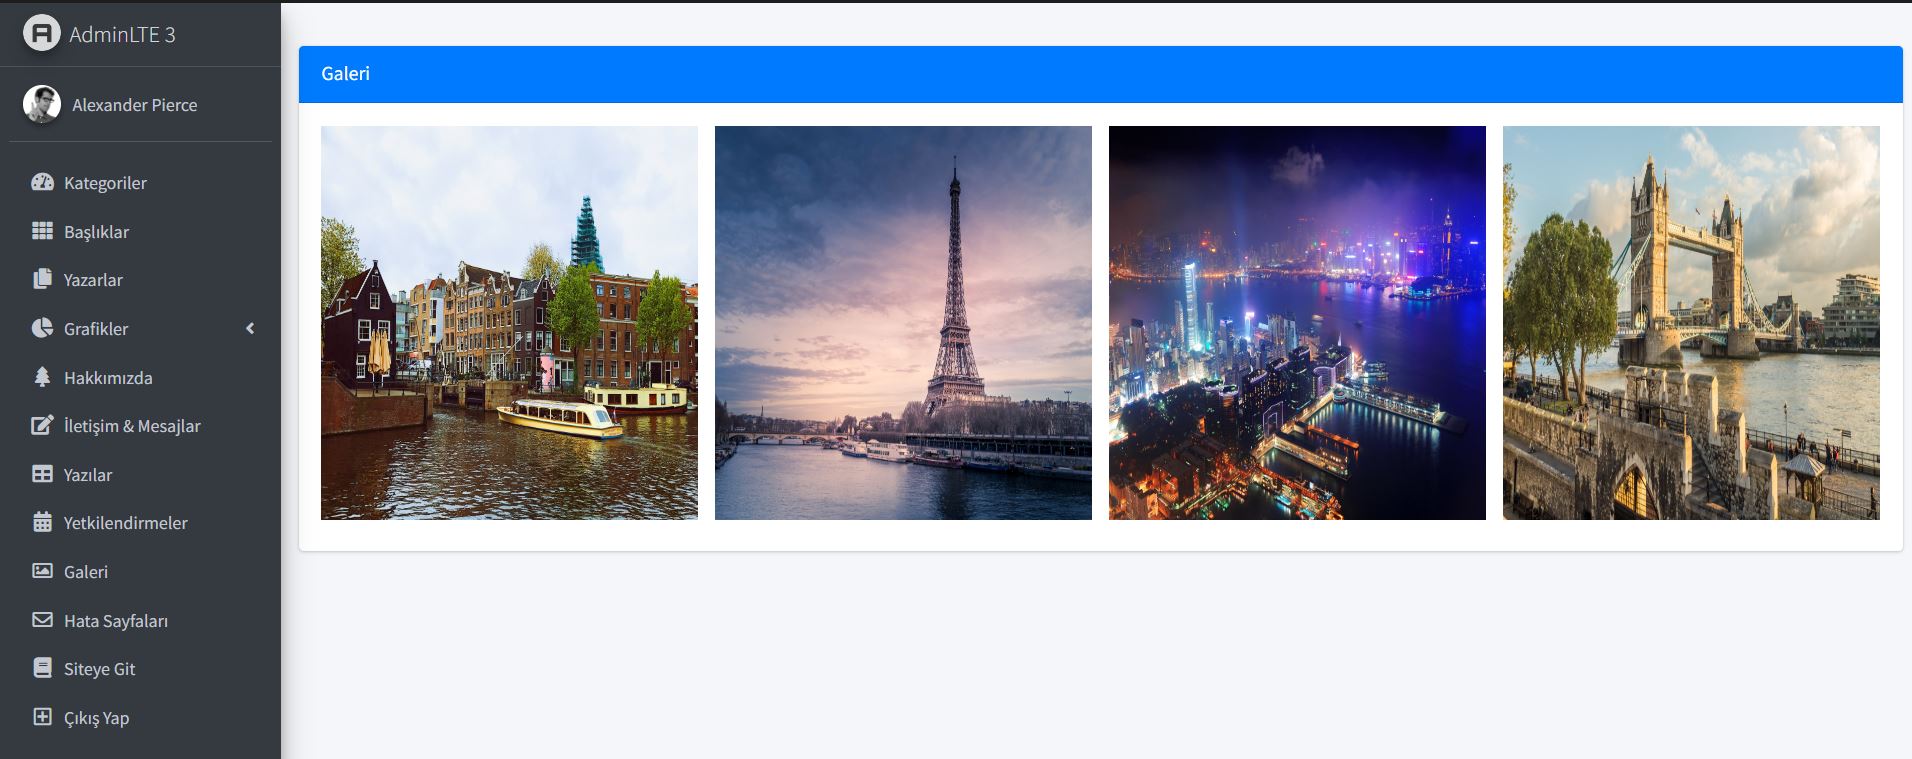 AdminLTE 3
Alexander Pierce
Kategoriler
Başlıklar
Yazarlar
Grafikler
Hakkımızda
İletişim & Mesajlar
Yazılar
Yetkilendirmeler
Galeri
Hata Sayfaları
Siteye Git
Çıkış Yap
Galeri